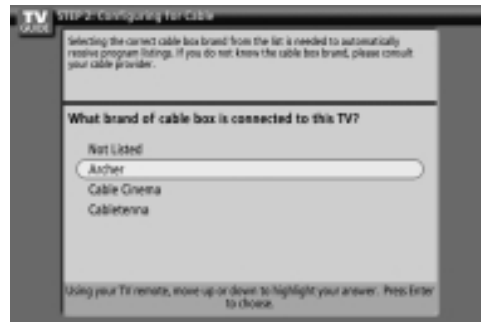 TV GUIDE
STEP 2: Configuring for Cable
Selecting the correct cable box brand from the list is needed to automatically
receive program listings. If you do not know the cable box brand, please consult
your cable provider.
What brand of cable box is connected to this TV?
Not Listed
Archer
Cable Cinema
Cabletenna
Using your TV remote, move up or down to highlight your answer. Press Enter
to choose.